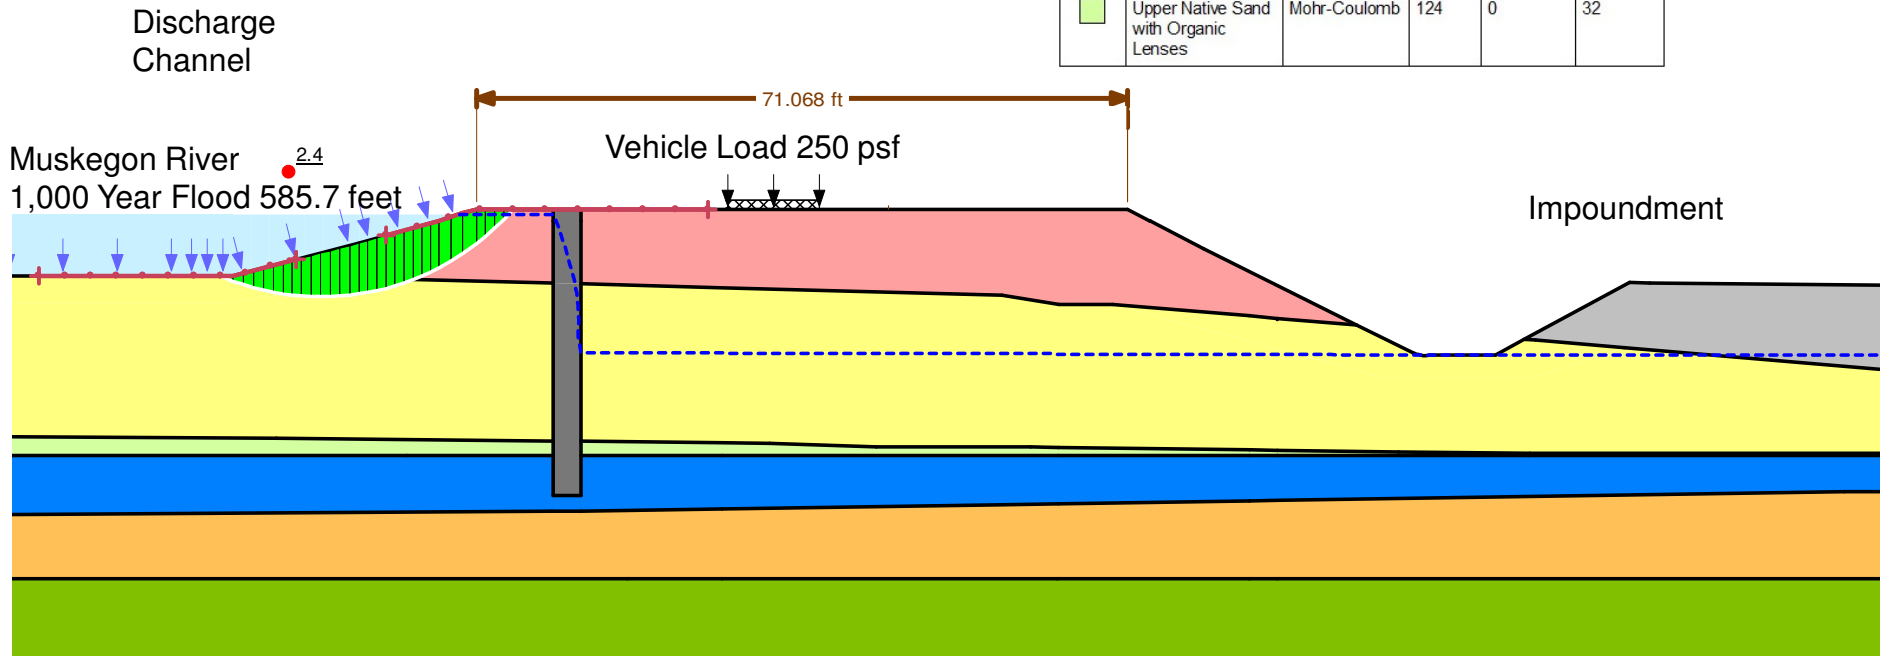 Discharge
Channel
Upper Native Sand
with Organic
Lenses
Mohr-Coulomb
124
0
32
71.068 ft
Vehicle Load 250 psf
Muskegon River
2.4
1,000 Year Flood 585.7 feet
Impoundment